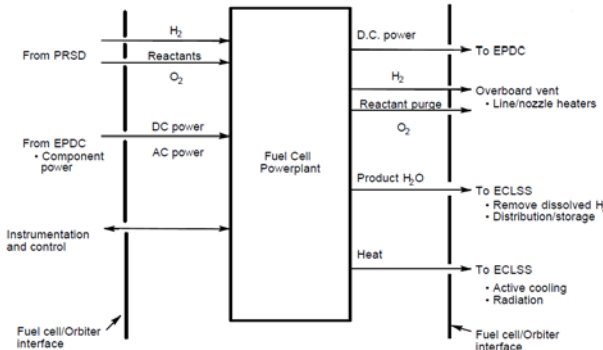 From PRSD
H2
Reactants
O2
From EPDC
• Component
power
DC power
AC power
Instrumentation
and control
Fuel cell/Orbiter
interface
Fuel Cell
Powerplant
D.C. power
To EPDC
H2
Reactant purge
O2
Overboard vent
• Line/nozzle heaters
Product H2O
To ECLSS
• Remove dissolved H
• Distribution/storage
Heat
To ECLSS
• Active cooling
• Radiation
Fuel cell/Orbiter
interface